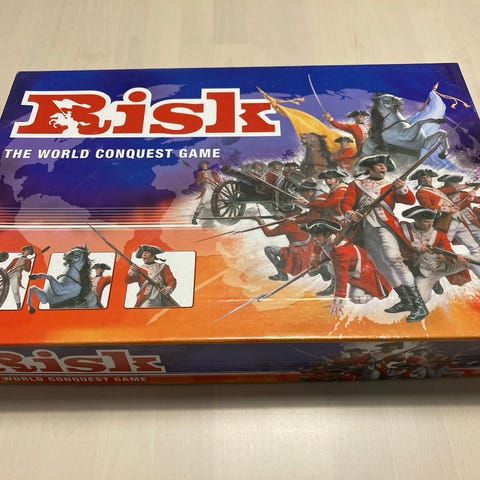 Risk
THE WORLD CONQUEST GAME
Risk
WORLD CONQUEST GAME